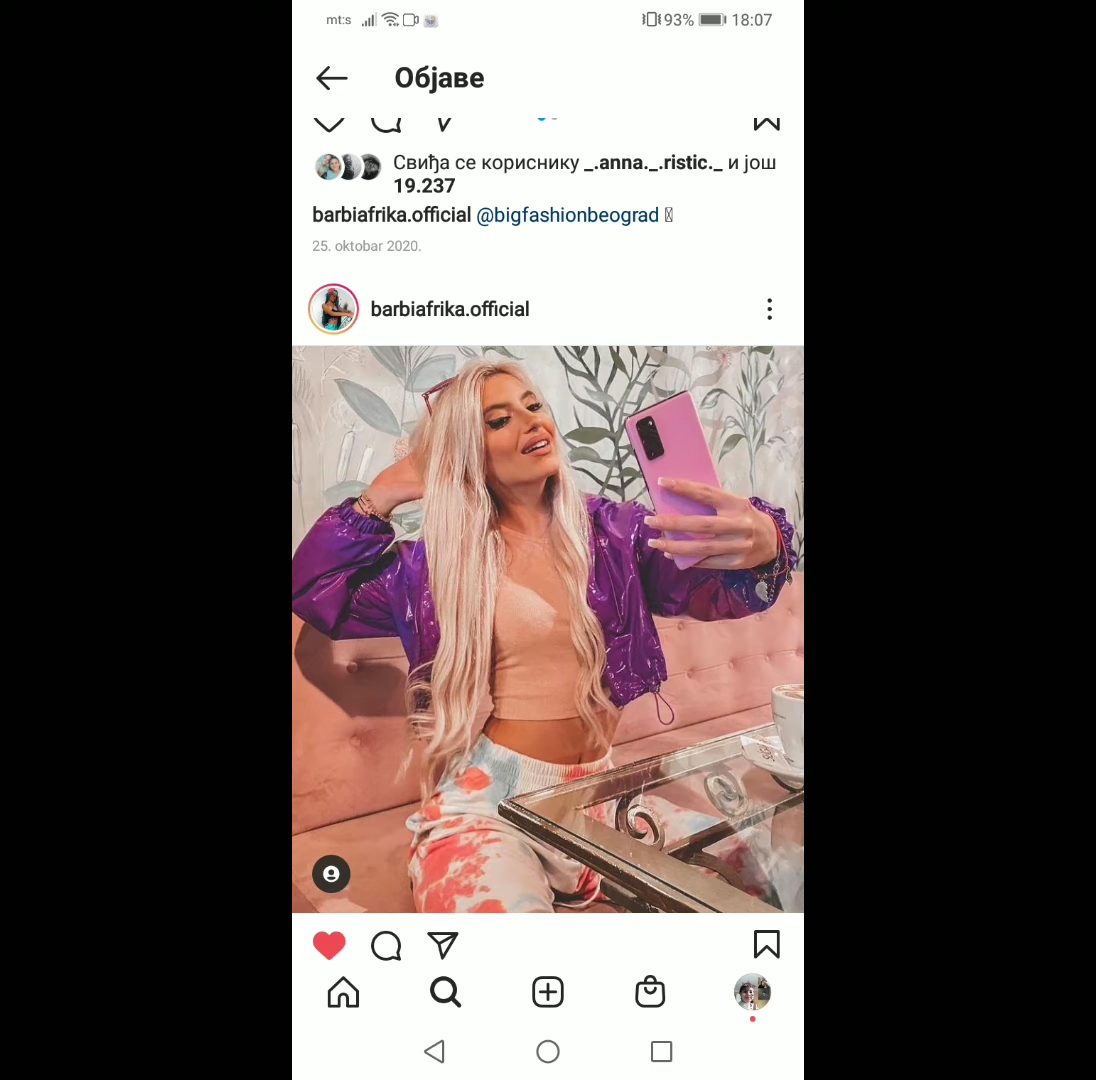 mt:s 93% 18:07
Објаве
Свиђа се кориснику _.anna._.ristic._ и још
19.237
barbiafrika.official @bigfashionbeograd
25. oktobar 2020.
barbiafrika.official